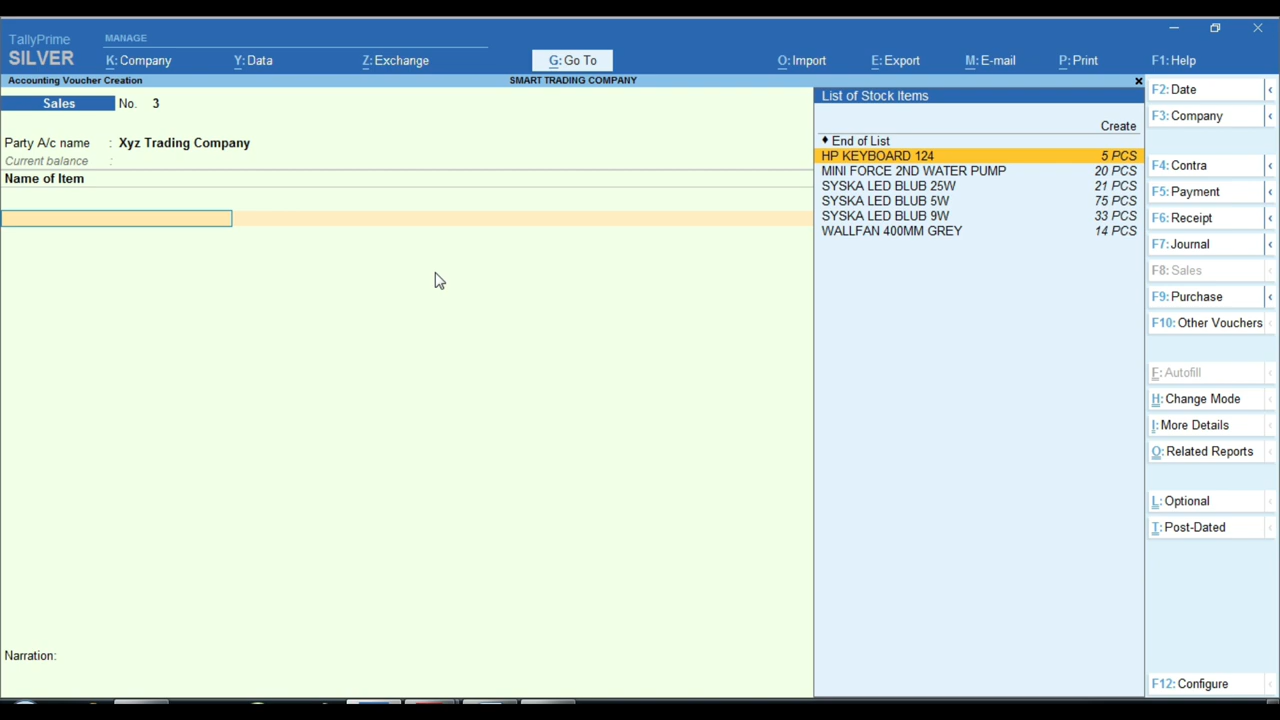 TallyPrime
SILVER
MANAGE
K: Company
Y: Data
Z: Exchange
G: Go To
O: Import
E: Export
M: E-mail
P: Print
F1: Help
Accounting Voucher Creation
SMART TRADING COMPANY
Sales No. 3
Party A/c name : Xyz Trading Company
Current balance :
Name of Item
Narration:
List of Stock Items
Create
♦ End of List
HP KEYBOARD 124 5 PCS
MINI FORCE 2ND WATER PUMP 20 PCS
SYSKA LED BLUB 25W 21 PCS
SYSKA LED BLUB 5W 75 PCS
SYSKA LED BLUB 9W 33 PCS
WALLFAN 400MM GREY 14 PCS
F2: Date
F3: Company
F4: Contra
F5: Payment
F6: Receipt
F7: Journal
F8: Sales
F9: Purchase
F10: Other Vouchers
E: Autofill
H: Change Mode
I: More Details
O: Related Reports
L: Optional
T: Post-Dated
F12: Configure